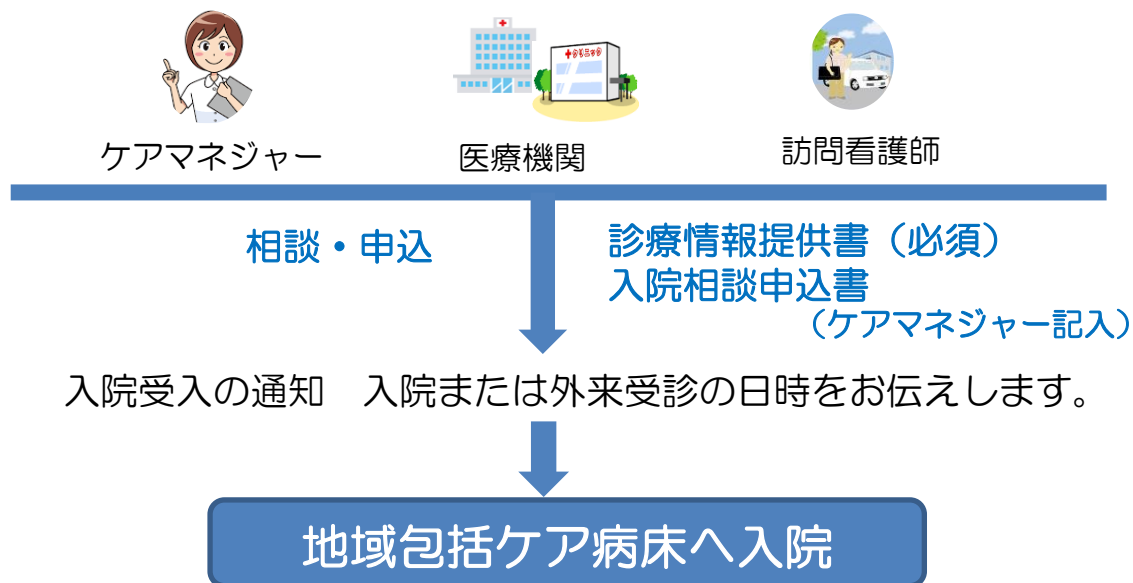 ケアマネジャー
医療機関
訪問看護師
相談・申込
診療情報提供書（必須）
入院相談申込書
（ケアマネジャー記入）
入院受入の通知　入院または外来受診の日時をお伝えします。
地域包括ケア病床へ入院